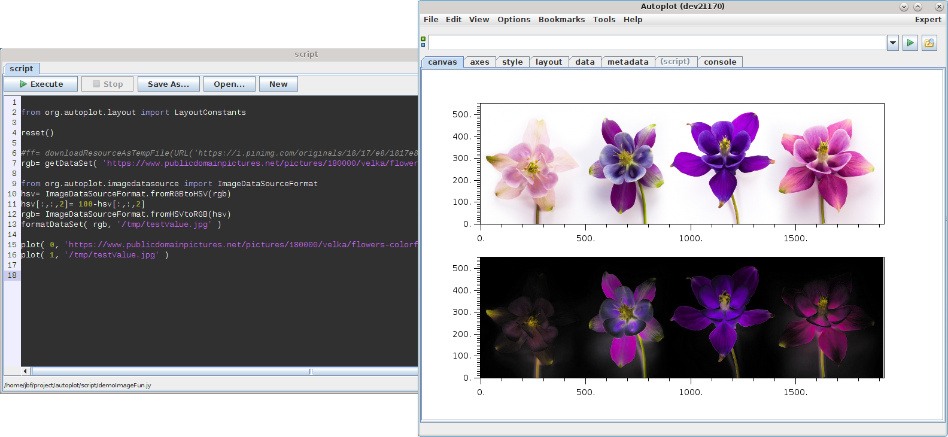 script
script
Execute
Stop
Save As...
Open...
New
1
2 from org.autoplot.layout import LayoutConstants
3
4 reset()
5
6 #ff= downloadResourceAsTempFile(URL('https://i.pinimg.com/originals/18/17/e6/1817e8
7 rgb= getDataSet( 'https://www.publicdomainpictures.net/pictures/180000/velka/flower
8
9 from org.autoplot.imagedatasource import ImageDataSourceFormat
10 hsv= ImageDataSourceFormat.fromRGBtoHSV(rgb)
11 hsv[:,:,2]= 100-hsv[:,:,2]
12 rgb= ImageDataSourceFormat.fromHSVtoRGB(hsv)
13 formatDataSet( rgb, '/tmp/testvalue.jpg' )
14
15 plot( 0, 'https://www.publicdomainpictures.net/pictures/180000/velka/flowers-colorf
16 plot( 1, '/tmp/testvalue.jpg' )
17
18
/home/jbf/project/autoplot/script/demoImageFun.jy
Autoplot (dev21170)
File Edit View Options Bookmarks Tools Help Expert
canvas axes style layout data metadata (script) console
500.
400.
300.
200.
100.
0.
0. 500. 1000. 1500.
500.
400.
300.
200.
100.
0.
0. 500. 1000. 1500.